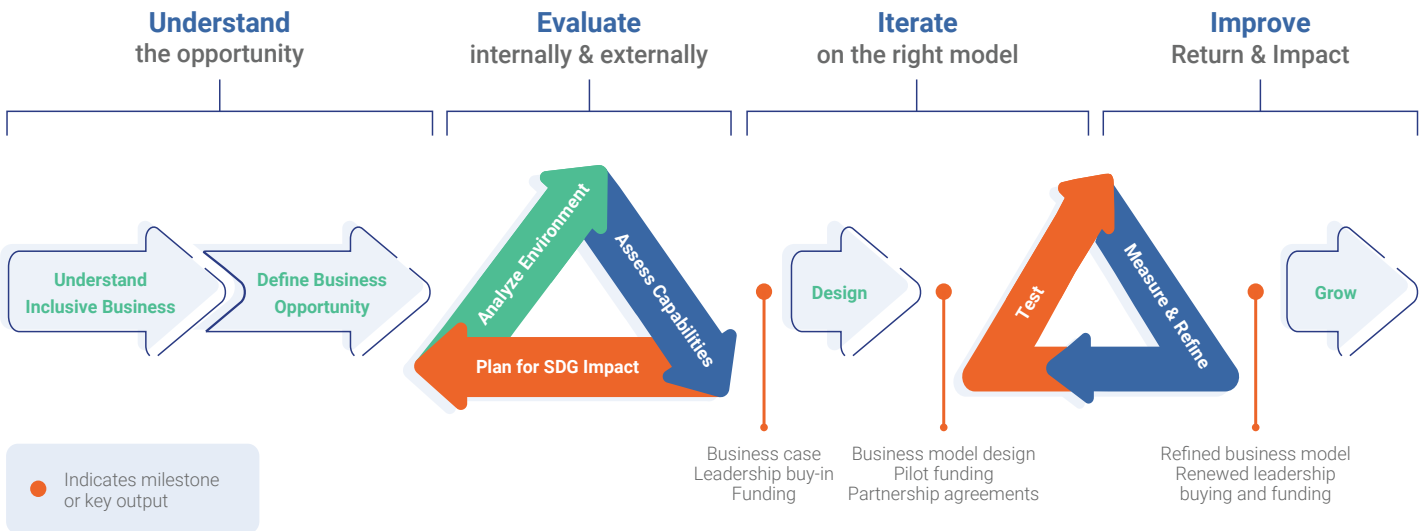 Understand
the opportunity
Evaluate
internally & externally
Iterate
on the right model
Improve
Return & Impact
Understand
Inclusive Business
Define Business
Opportunity
Analyze Environment
Assess Capabilities
Plan for SDG Impact
Design
Test
Measure & Refine
Grow
Business case
Leadership buy-in
Funding
Business model design
Pilot funding
Partnership agreements
Refined business model
Renewed leadership
buying and funding
Indicates milestone
or key output